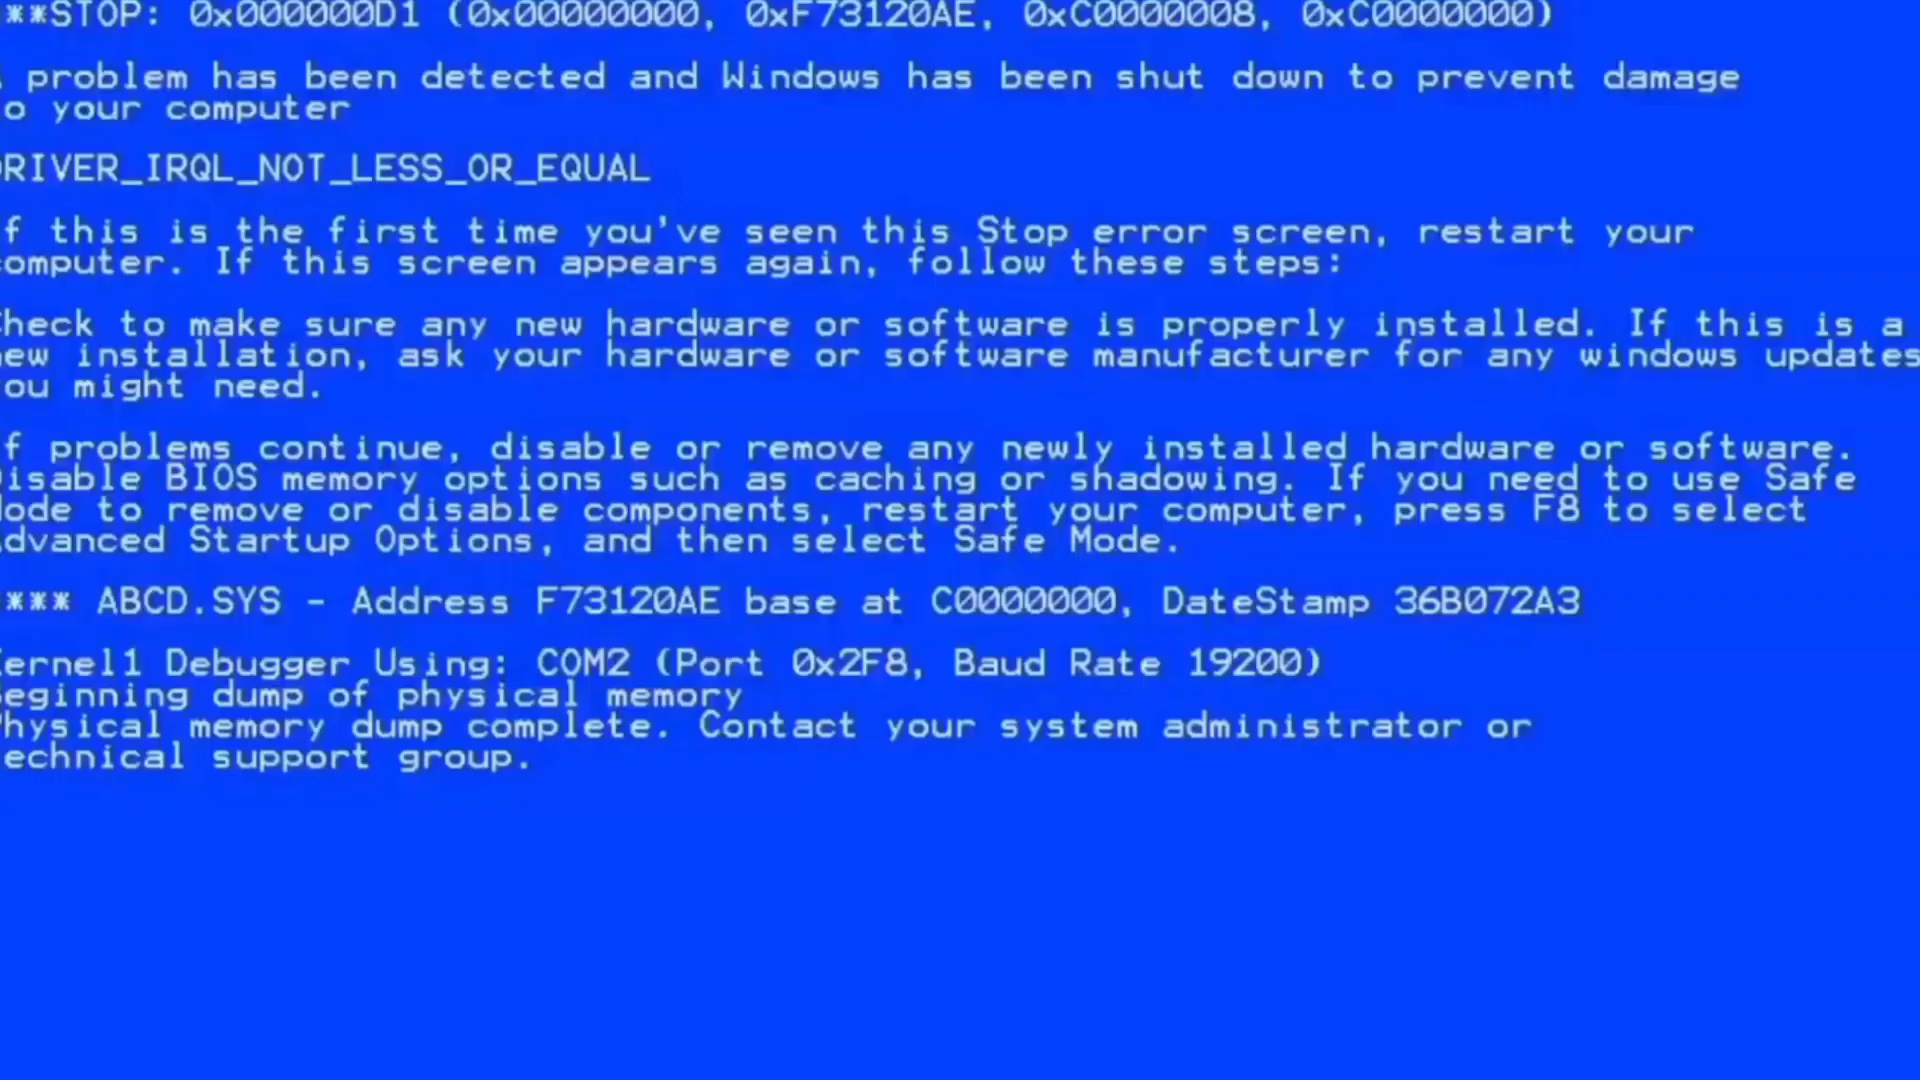 **STOP: 0x000000D1 (0x00000000, 0xF73120AE, 0xC0000008, 0xC0000000)
problem has been detected and Windows has been shut down to prevent damage
o your computer
RIVER_IRQL_NOT_LESS_OR_EQUAL
f this is the first time you've seen this Stop error screen, restart your
omputer. If this screen appears again, follow these steps:
heck to make sure any new hardware or software is properly installed. If this is a
ew installation, ask your hardware or software manufacturer for any windows updates
ou might need.
f problems continue, disable or remove any newly installed hardware or software.
isable BIOS memory options such as caching or shadowing. If you need to use Safe
ode to remove or disable components, restart your computer, press F8 to select
dvanced Startup Options, and then select Safe Mode.
*** ABCD.SYS - Address F73120AE base at C0000000, DateStamp 36B072A3
ernel1 Debugger Using: COM2 (Port 0x2F8, Baud Rate 19200)
eginning dump of physical memory
hysical memory dump complete. Contact your system administrator or
echnical support group.